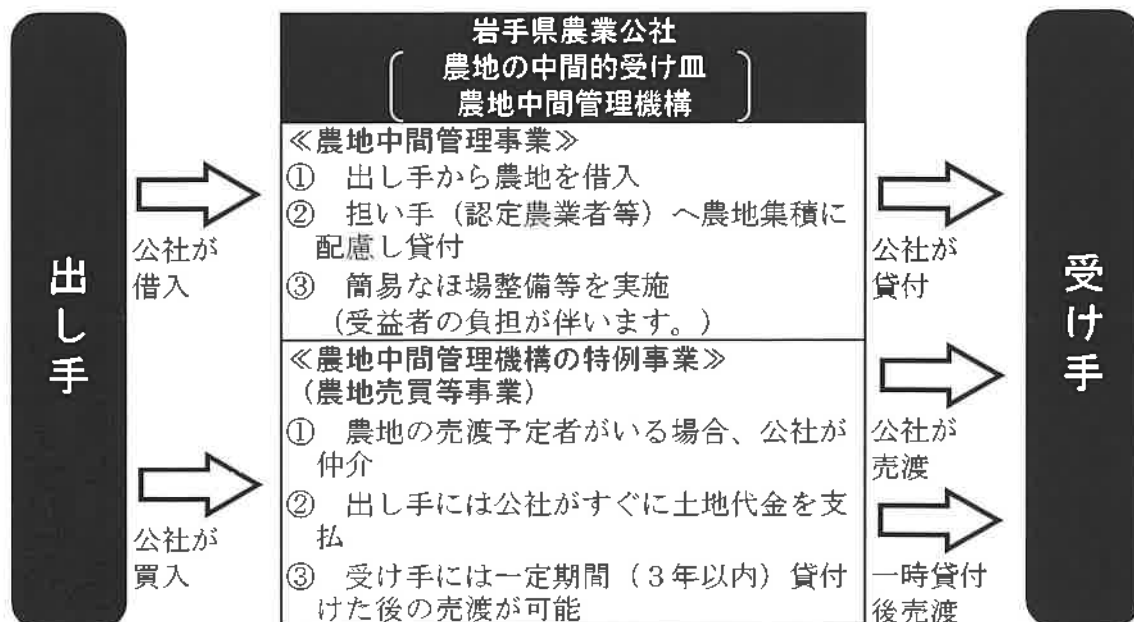 出し手
公社が
借入
公社が
買入
岩手県農業公社
農地の中間的受け皿
農地中間管理機構
≪農地中間管理事業≫
① 出し手から農地を借入
② 担い手（認定農業者等）へ農地集積に
配慮し貸付
③ 簡易なほ場整備等を実施
（受益者の負担が伴います。）
≪農地中間管理機構の特例事業≫
（農地売買等事業）
① 農地の売渡予定者がいる場合、公社が
仲介
② 出し手には公社がすぐに土地代金を支
払
③ 受け手には一定期間（３年以内）貸付
けた後の売渡が可能
公社が
貸付
公社が
売渡
一時貸付
後売渡
受け手